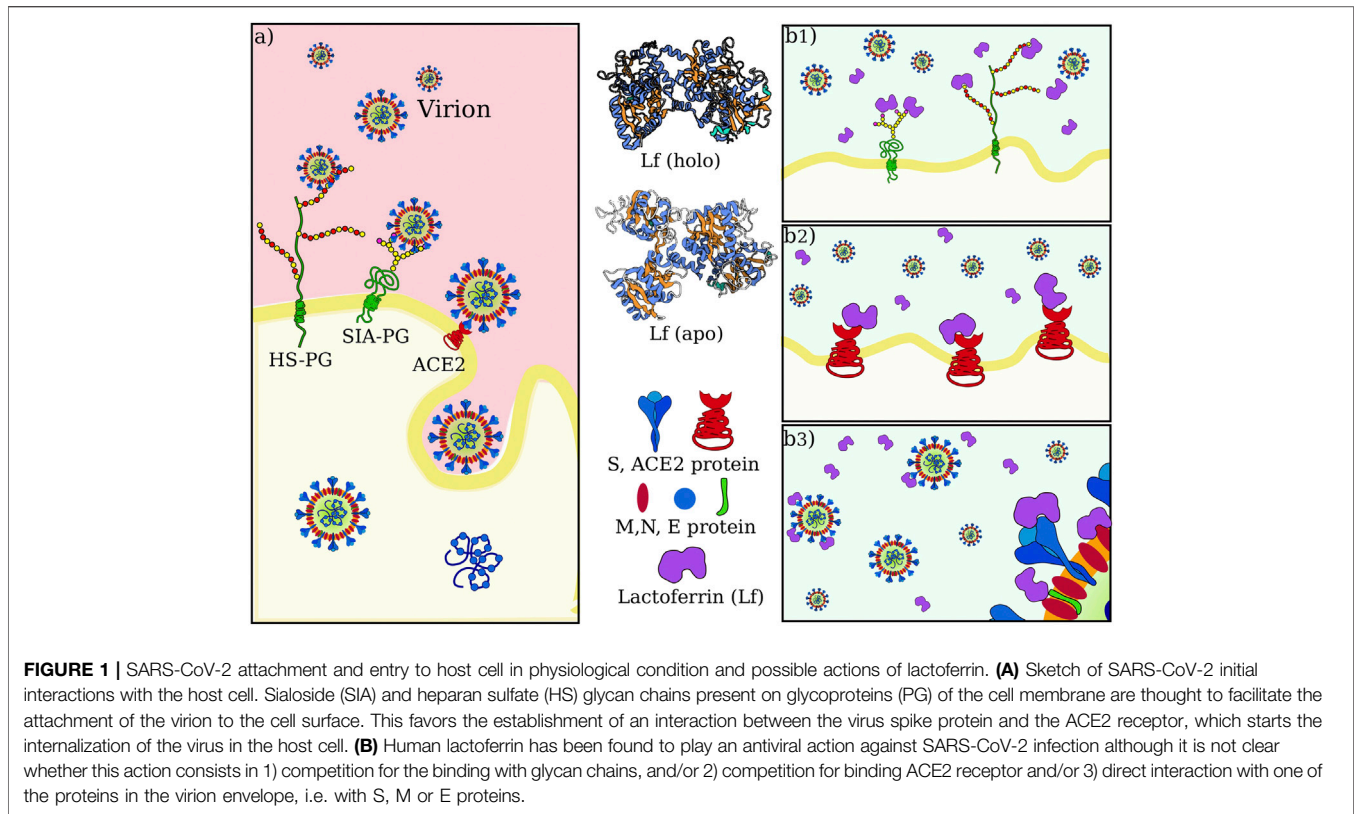 a)
Virion
HS-PG
SIA-PG
ACE2
Lf (holo)
Lf (apo)
S, ACE2 protein
M,N, E protein
Lactoferrin (Lf)
b1)
b2)
b3)
FIGURE 1 | SARS-CoV-2 attachment and entry to host cell in physiological condition and possible actions of lactoferrin. (A) Sketch of SARS-CoV-2 initial
interactions with the host cell. Sialoside (SIA) and heparan sulfate (HS) glycan chains present on glycoproteins (PG) of the cell membrane are thought to facilitate the
attachment of the virion to the cell surface. This favors the establishment of an interaction between the virus spike protein and the ACE2 receptor, which starts the
internalization of the virus in the host cell. (B) Human lactoferrin has been found to play an antiviral action against SARS-CoV-2 infection although it is not clear
whether this action consists in 1) competition for the binding with glycan chains, and/or 2) competition for binding ACE2 receptor and/or 3) direct interaction with one of
the proteins in the virion envelope, i.e. with S, M or E proteins.